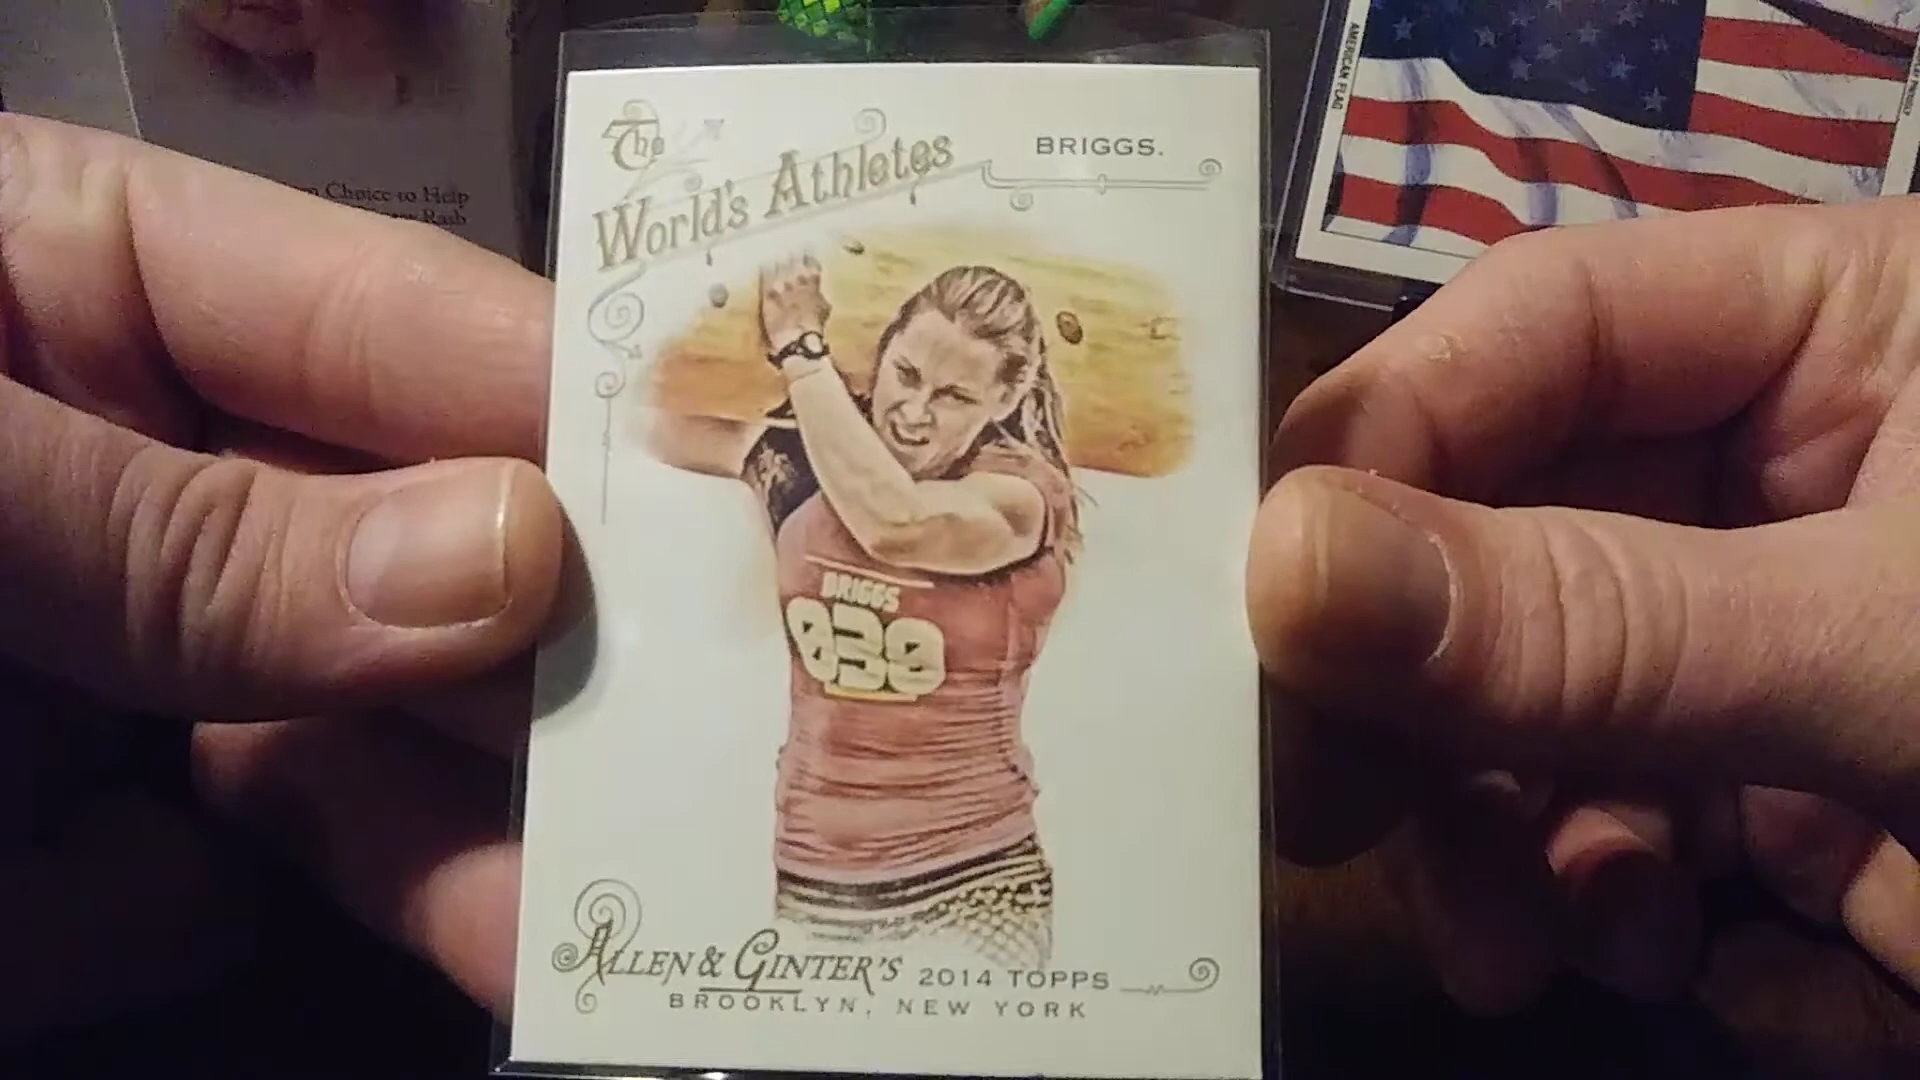 The
World's Athletes
BRIGGS.
BRIGGS
039
ALLEN & GINTER'S 2014 TOPPS
BROOKLYN, NEW YORK
Choice to Help
Rash
AMERICAN FLAG